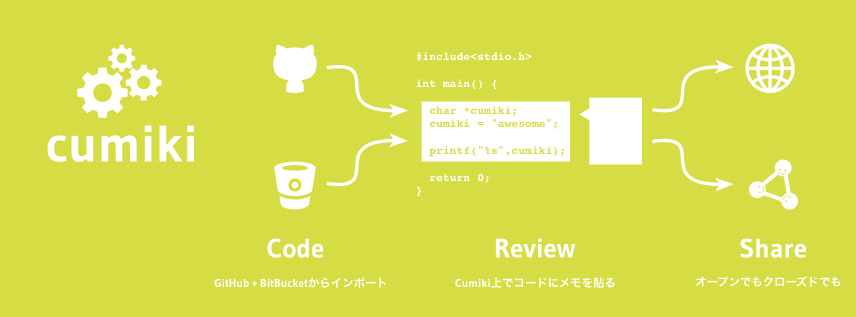 cumiki
#include<stdio.h>
int main() {
char *cumiki;
cumiki = "awesome";
printf("%s",cumiki);
return 0;
}
Code
Review
Share
GitHub + BitBucketからインポート
Cumiki上でコードにメモを貼る
オープンでもクローズドでも